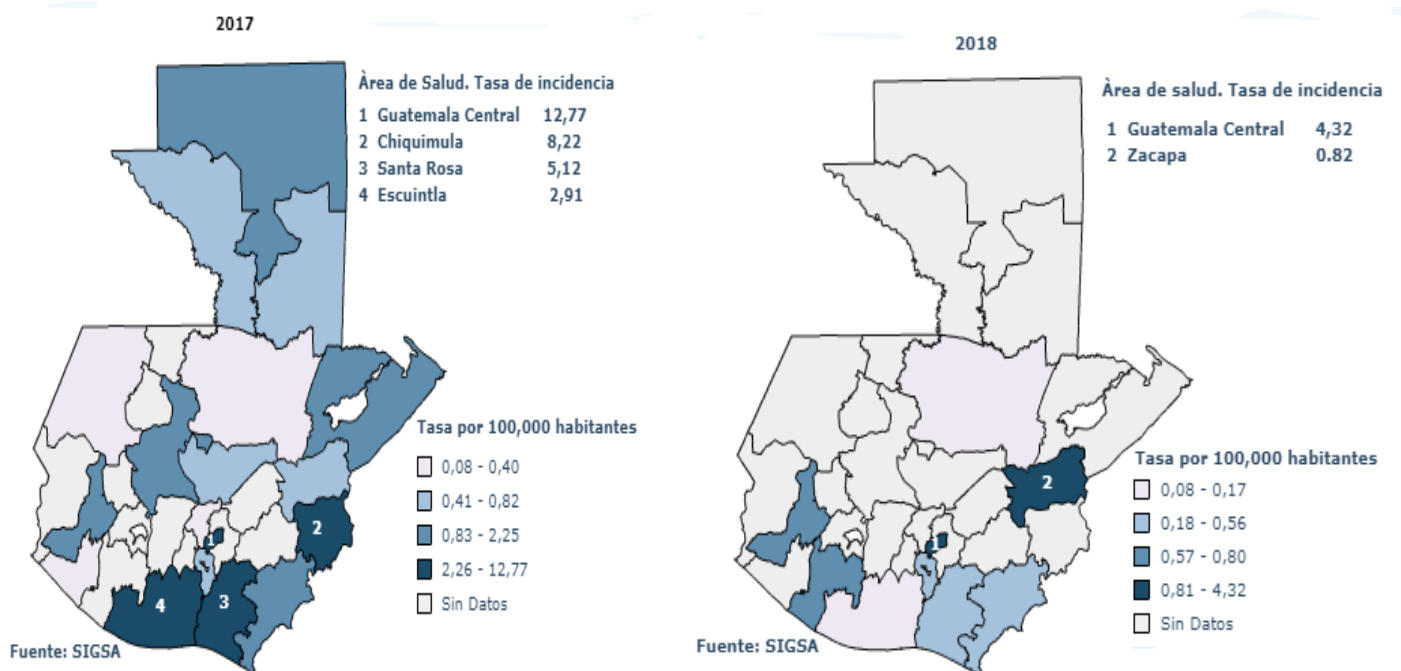 2017
Àrea de Salud. Tasa de incidencia
1 Guatemala Central 12,77
2 Chiquimula 8,22
3 Santa Rosa 5,12
4 Escuintla 2,91
Tasa por 100,000 habitantes
0,08 - 0,40
0,41 - 0,82
0,83 - 2,25
2,26 - 12,77
Sin Datos
1
2
3
4
Fuente: SIGSA
2018
Àrea de salud. Tasa de incidencia
1 Guatemala Central 4,32
2 Zacapa 0.82
Tasa por 100,000 habitantes
0,08 - 0,17
0,18 - 0,56
0,57 - 0,80
0,81 - 4,32
Sin Datos
2
1
Fuente: SIGSA